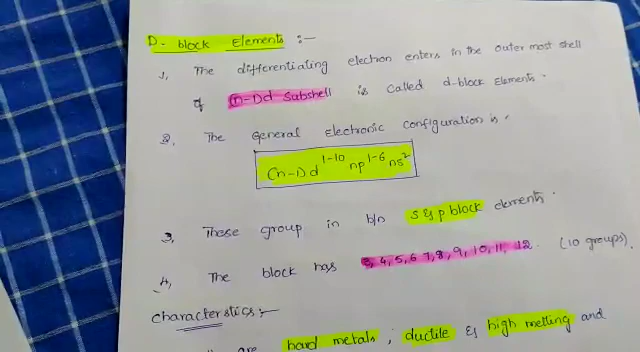 D-block Elements :-
1, The differentiating electron enters in the outer most shell
of (n-1)d Subshell is called d-block Elements.
2, The General electronic configuration is,
(n-1)d¹⁻¹⁰ np¹⁻⁶ ns²
3, These group in b/n s & p block elements.
4, The block has 3, 4, 5, 6 7, 8, 9, 10, 11, 12. (10 groups).
Characterstics:-
are hard metals, ductile & high melting and